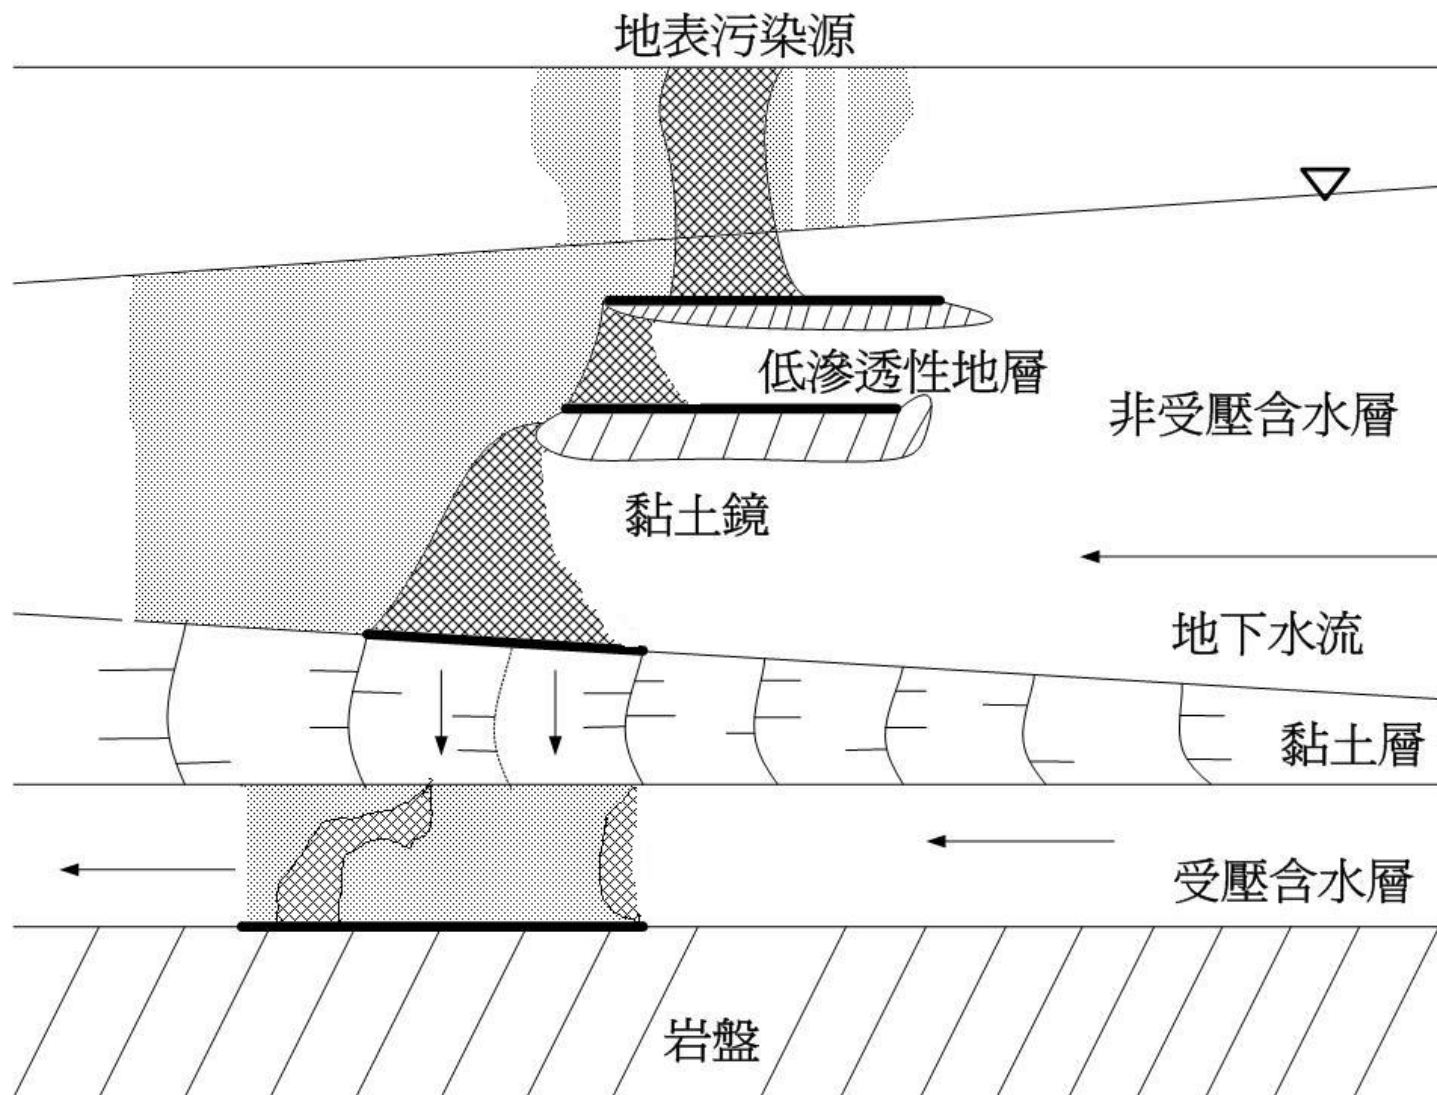 地表污染源
低滲透性地層
非受壓含水層
黏土鏡
地下水流
黏土層
受壓含水層
岩盤